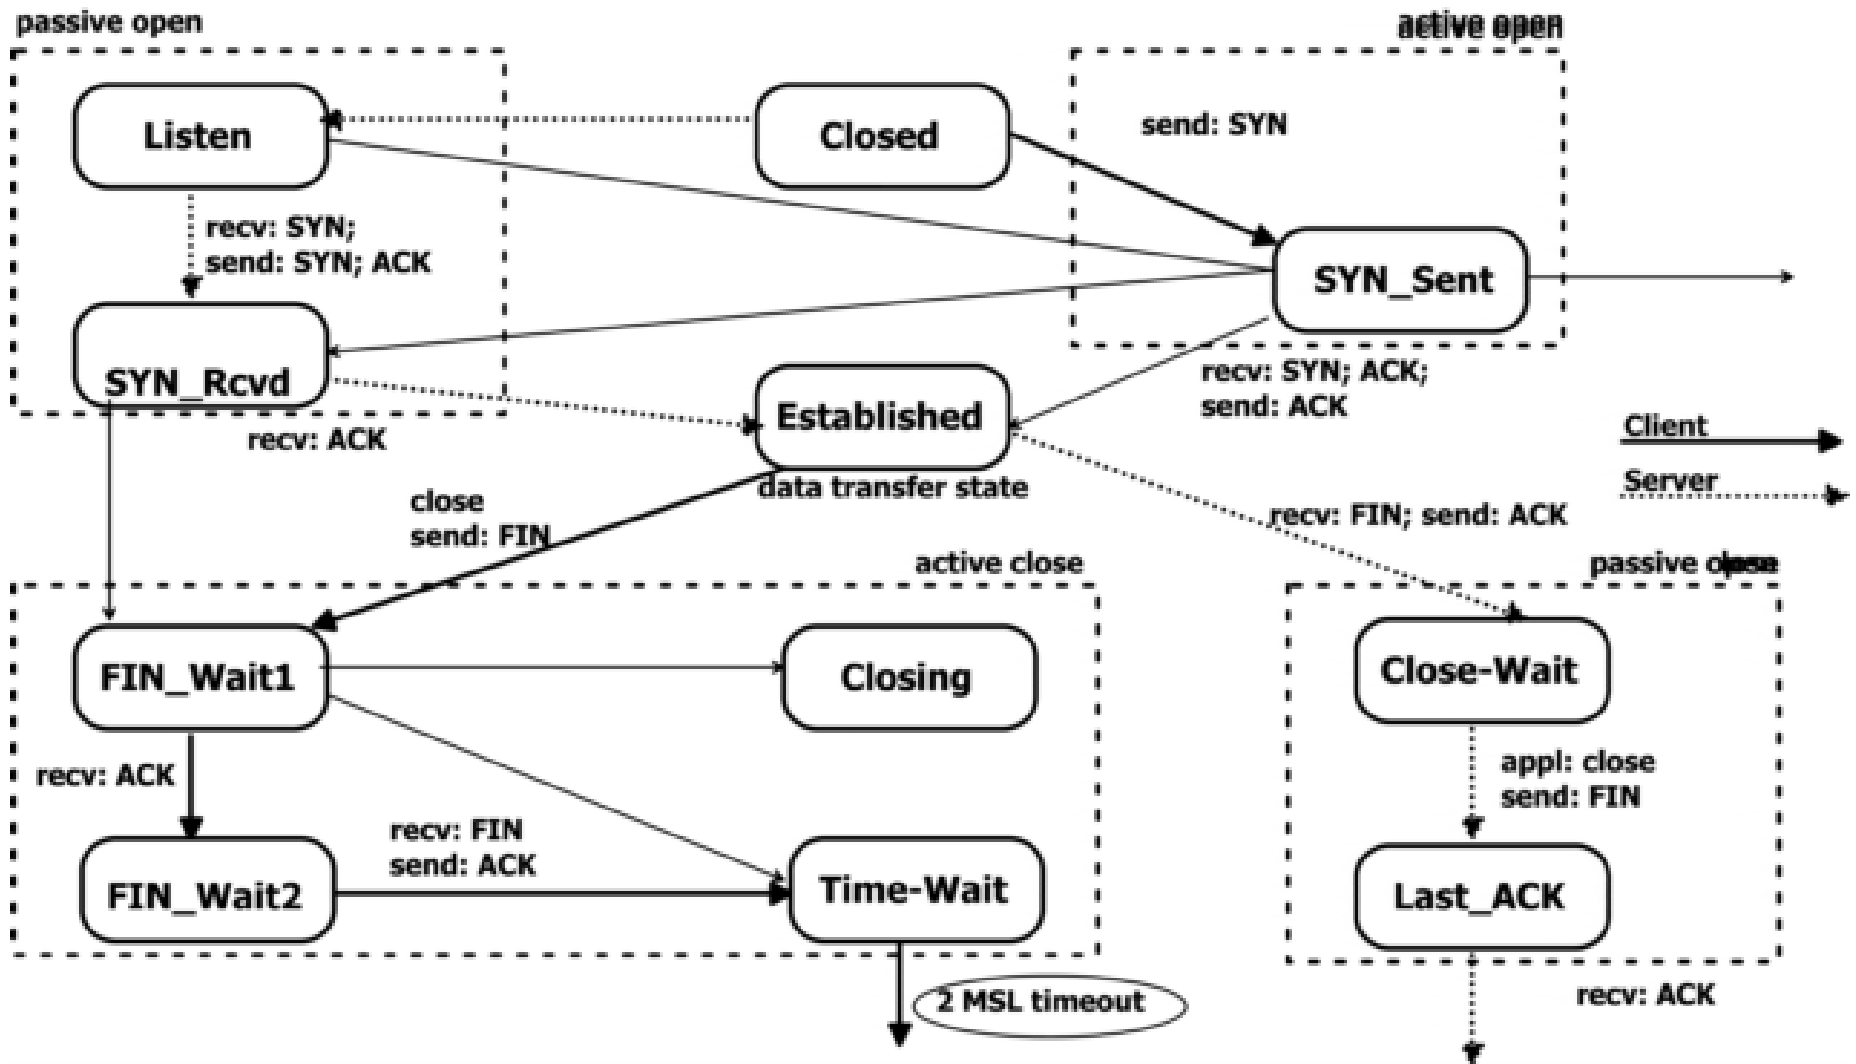 passive open
active open
Listen
Closed
send: SYN
recv: SYN;
send: SYN; ACK
SYN_Sent
SYN_Rcvd
recv: SYN; ACK;
send: ACK
Established
recv: ACK
Client
data transfer state
Server
close
send: FIN
recv: FIN; send: ACK
active close
passive close
FIN_Wait1
Closing
Close-Wait
recv: ACK
appl: close
send: FIN
recv: FIN
send: ACK
FIN_Wait2
Time-Wait
Last_ACK
2 MSL timeout
recv: ACK